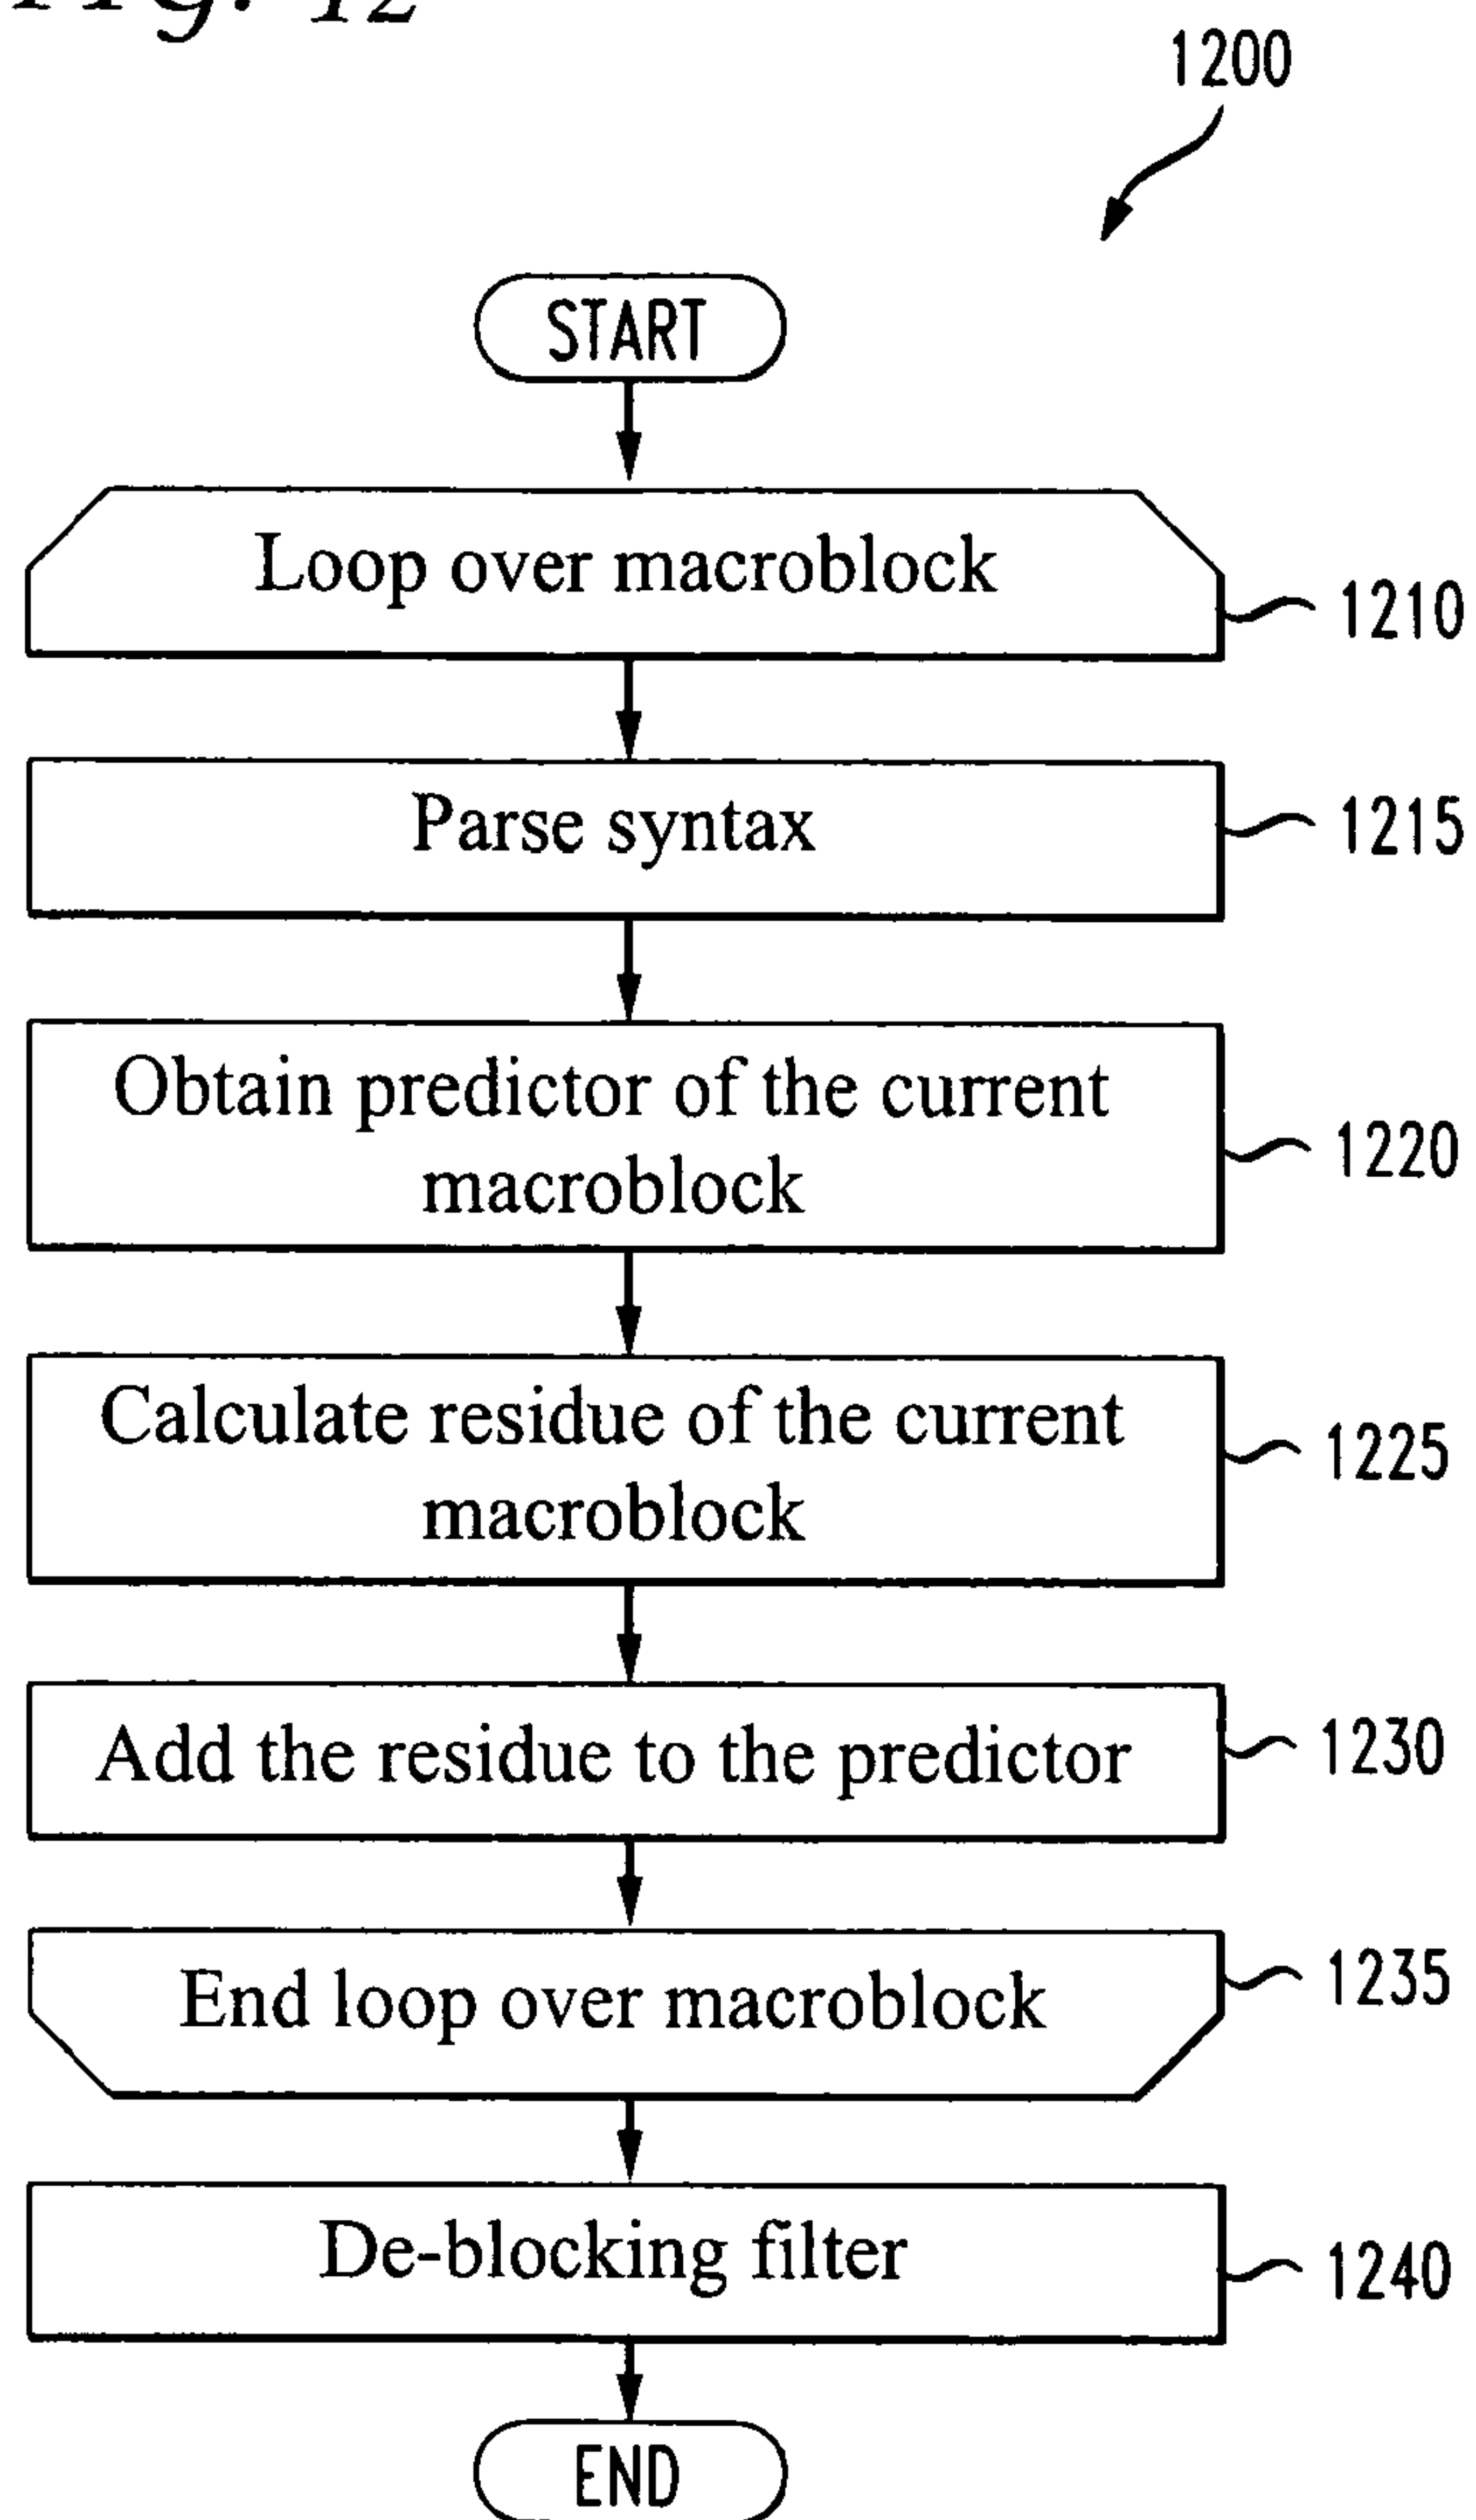 Fig. 12
1200
START
Loop over macroblock
1210
Parse syntax
1215
Obtain predictor of the current
macroblock
1220
Calculate residue of the current
macroblock
1225
Add the residue to the predictor
1230
End loop over macroblock
1235
De-blocking filter
1240
END